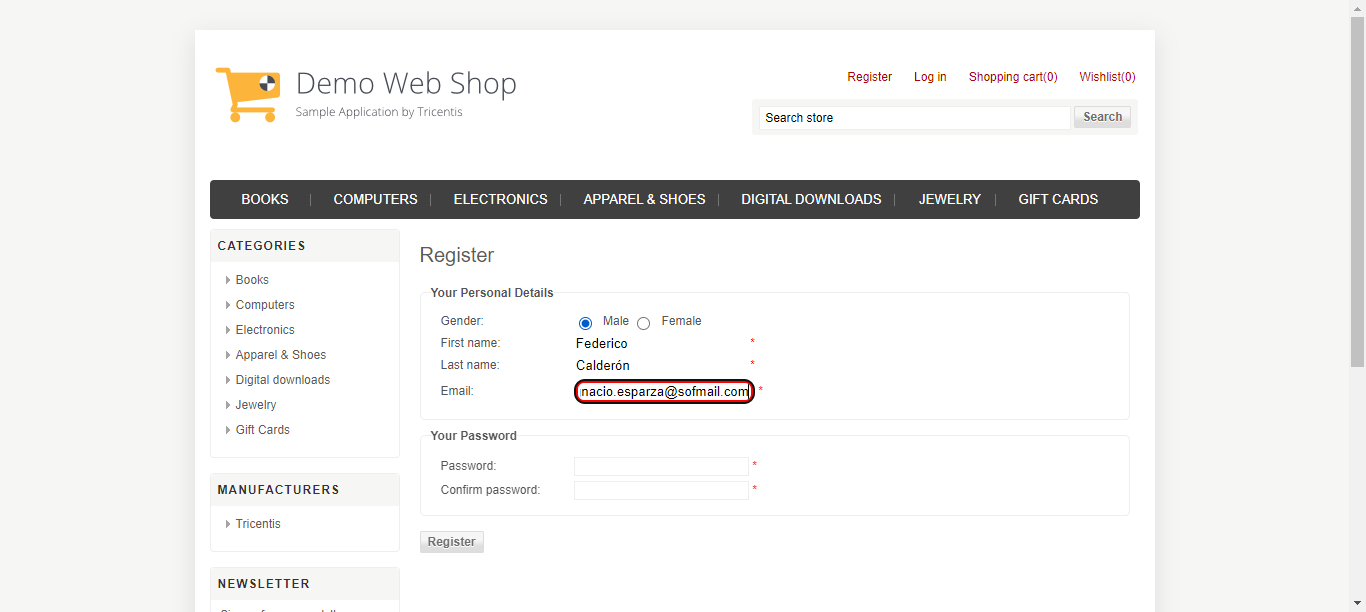 Demo Web Shop
Sample Application by Tricentis
Register Log in Shopping cart(0) Wishlist(0)
Search store Search
BOOKS COMPUTERS ELECTRONICS APPAREL & SHOES DIGITAL DOWNLOADS JEWELRY GIFT CARDS
CATEGORIES
Books
Computers
Electronics
Apparel & Shoes
Digital downloads
Jewelry
Gift Cards
MANUFACTURERS
Tricentis
NEWSLETTER
Register
Your Personal Details
Gender: Male Female
First name: Federico *
Last name: Calderón *
Email: nacio.esparza@sofmail.com *
Your Password
Password: *
Confirm password: *
Register